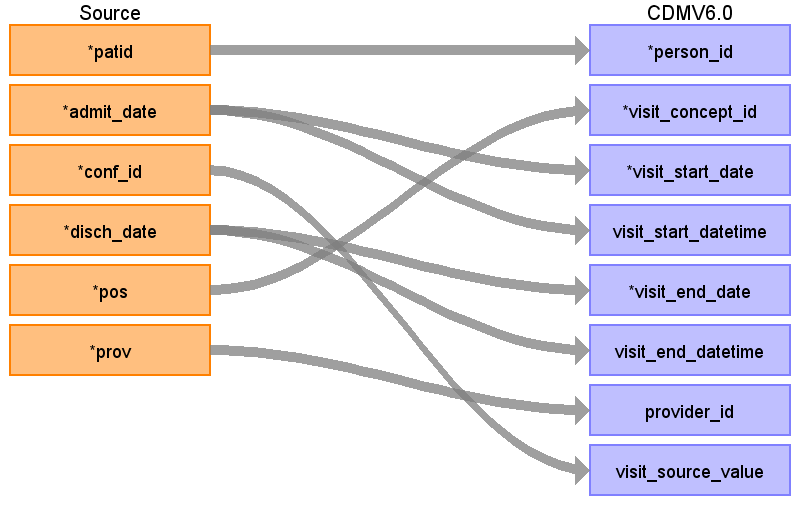 Source CDMV6.0
*patid *person_id
*admit_date *visit_concept_id
*conf_id *visit_start_date
*disch_date visit_start_datetime
*pos *visit_end_date
*prov visit_end_datetime
provider_id
visit_source_value